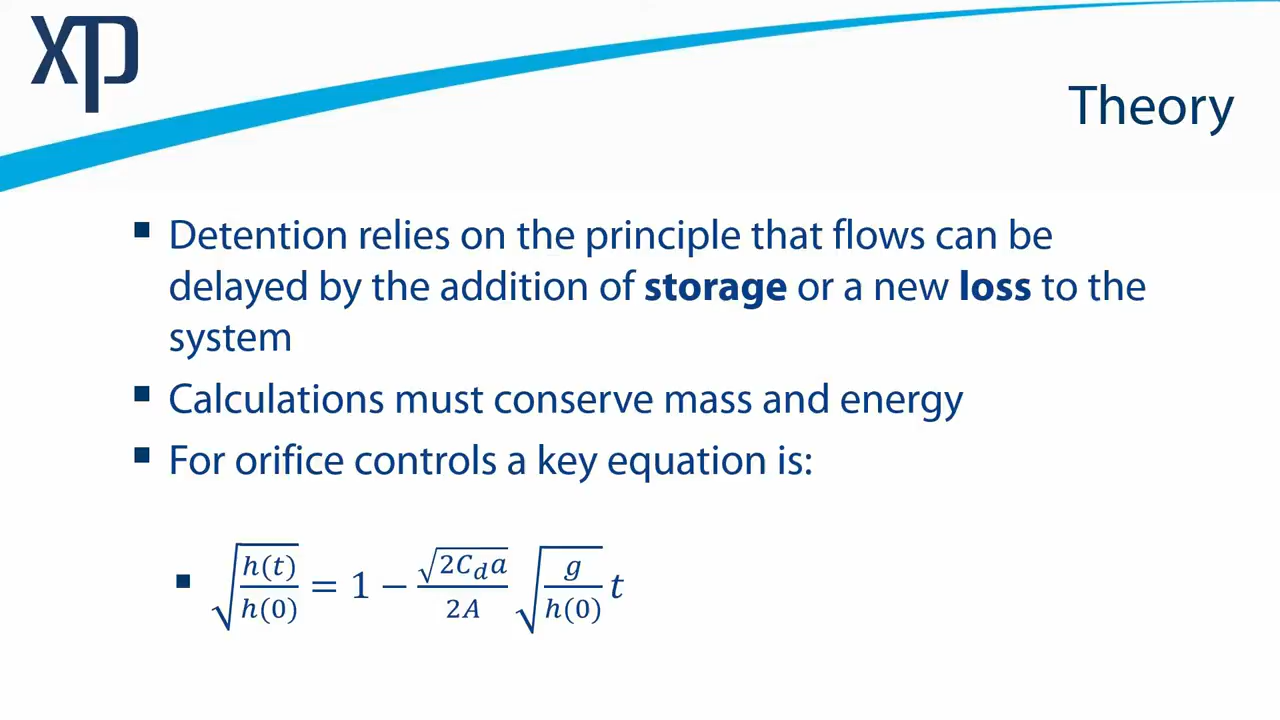 xp
Theory
▪ Detention relies on the principle that flows can be
delayed by the addition of storage or a new loss to the
system
▪ Calculations must conserve mass and energy
▪ For orifice controls a key equation is:
▪ √(h(t)/h(0)) = 1 − (√(2C_d a)/2A) √(g/h(0)) t